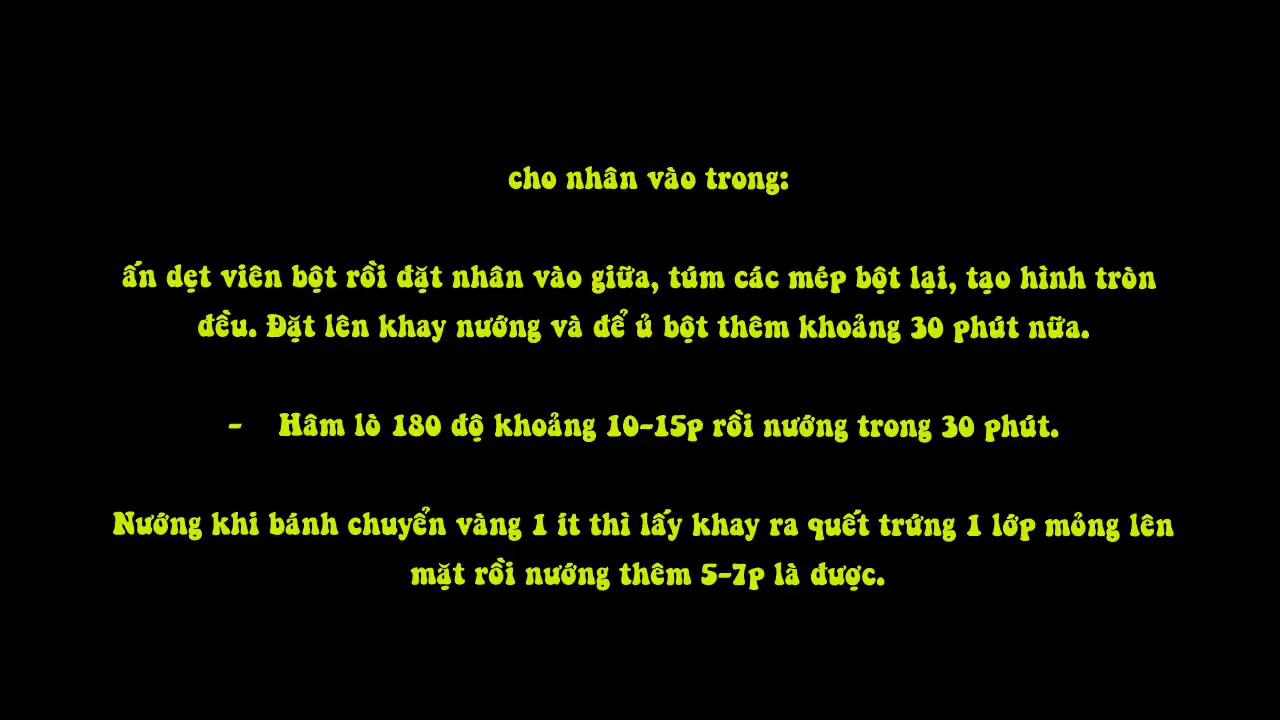 cho nhân vào trong:
ấn dẹt viên bột rồi đặt nhân vào giữa, túm các mép bột lại, tạo hình tròn
đều. Đặt lên khay nướng và để ủ bột thêm khoảng 30 phút nữa.
- Hâm lò 180 độ khoảng 10-15p rồi nướng trong 30 phút.
Nướng khi bánh chuyển vàng 1 ít thì lấy khay ra quết trứng 1 lớp mỏng lên
mặt rồi nướng thêm 5-7p là được.